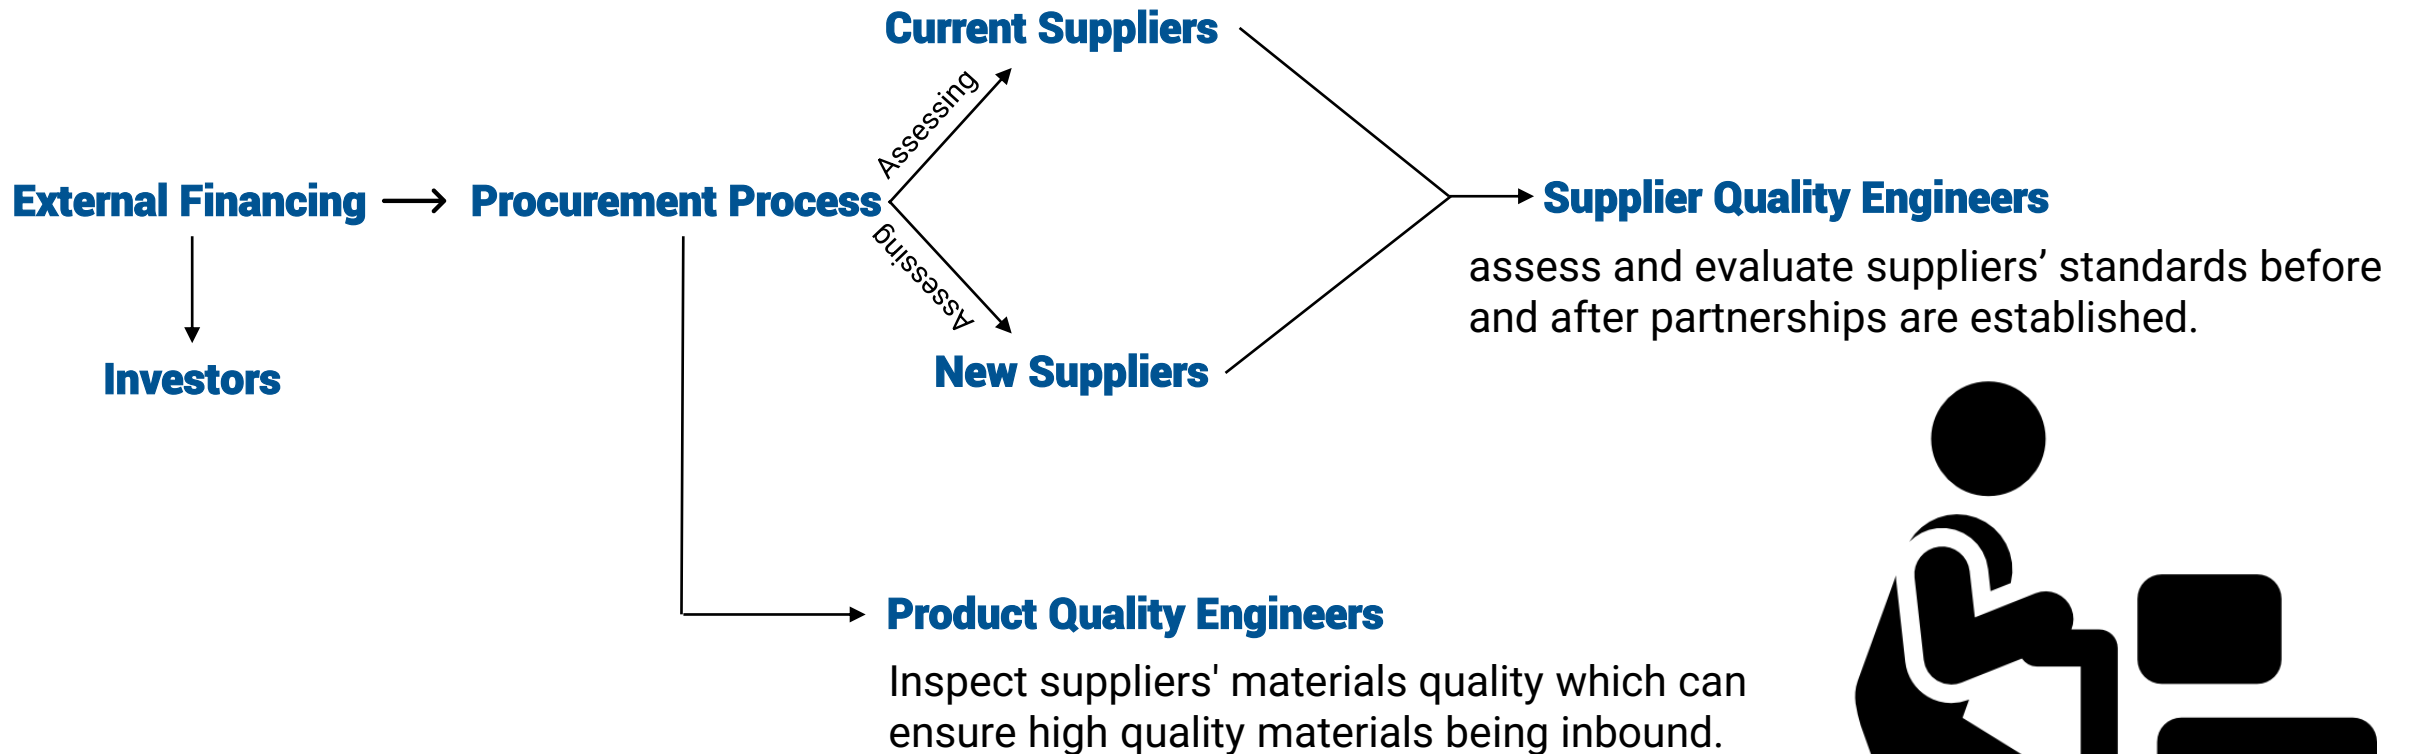 Current Suppliers
Assessing
External Financing
Procurement Process
Assessing
Supplier Quality Engineers
assess and evaluate suppliers’ standards before
and after partnerships are established.
Investors
New Suppliers
Product Quality Engineers
Inspect suppliers' materials quality which can
ensure high quality materials being inbound.